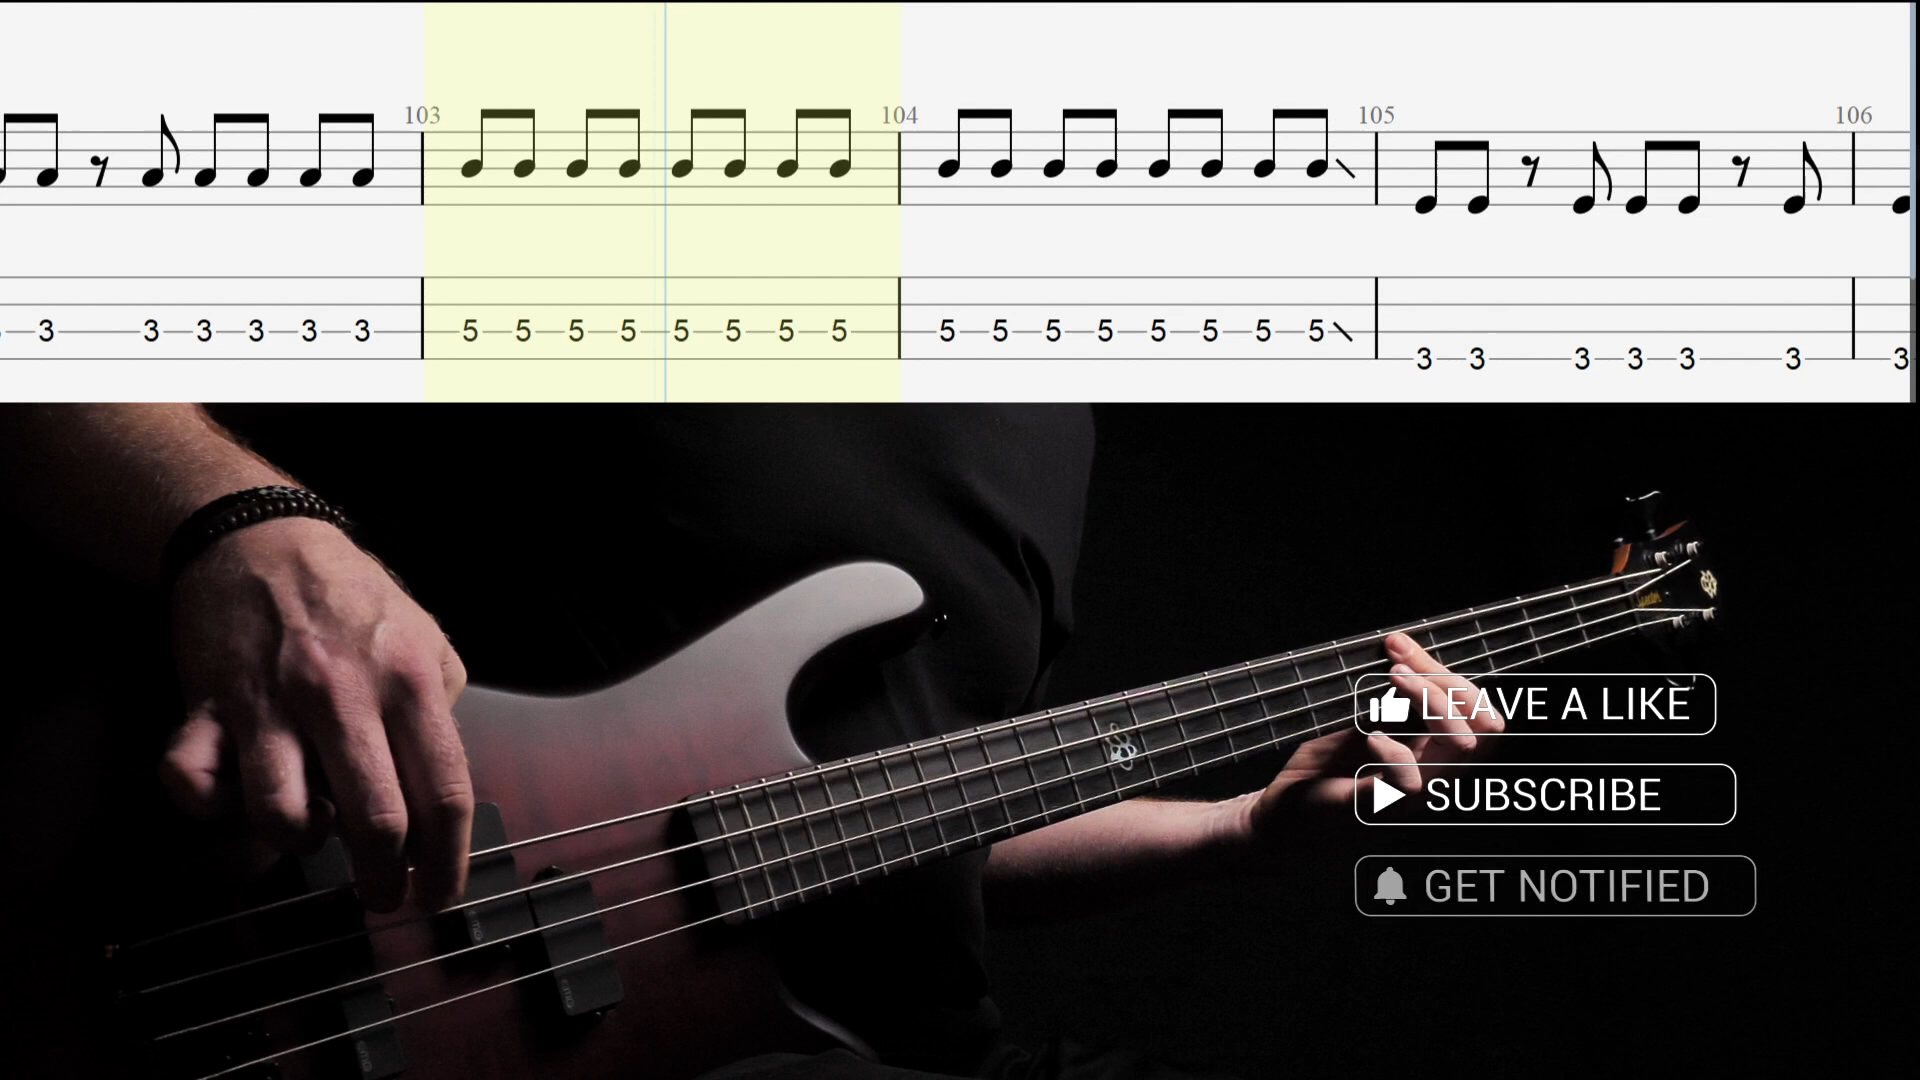 103 104 105 106
3 3 3 3 3 3 5 5 5 5 5 5 5 5 5 5 5 5 5 5 5 5
3 3 3 3 3 3 3
LEAVE A LIKE
SUBSCRIBE
GET NOTIFIED